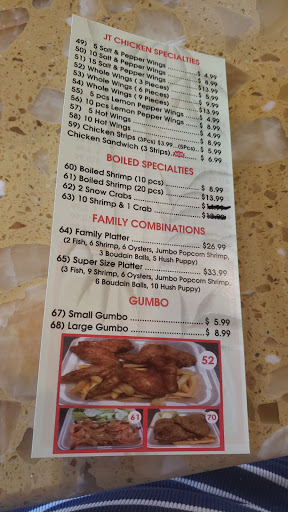 JT CHICKEN SPECIALTIES
49) 5 Salt & Pepper Wings $ 4.99
50) 10 Salt & Pepper Wings $ 8.99
51) 15 Salt & Pepper Wings $13.99
52) Whole Wings ( 3 Pieces) $ 5.99
53) Whole Wings ( 6 Pieces) $ 9.99
54) Whole Wings ( 9 Pieces) $13.99
55) 5 pcs Lemon Pepper Wings $ 4.99
56) 10 pcs Lemon Pepper Wings $ 8.99
57) 5 Hot Wings $ 4.99
58) 10 Hot Wings $ 8.99
59) Chicken Strips (3Pcs) $3.99...(5Pcs) $ 5.99
Chicken Sandwich (3 Strips) $ 6.99
BOILED SPECIALTIES
60) Boiled Shrimp (10 pcs) $ 8.99
61) Boiled Shrimp (20 pcs) $13.99
62) 2 Snow Crabs
63) 10 Shrimp & 1 Crab
FAMILY COMBINATIONS
64) Family Platter $26.99
(2 Fish, 6 Shrimp, 6 Oysters, Jumbo Popcorn Shrimp,
3 Boudain Balls, 5 Hush Puppy)
65) Super Size Platter $33.99
(3 Fish, 9 Shrimp, 6 Oysters, Jumbo Popcorn Shrimp,
6 Boudain Balls, 10 Hush Puppy)
GUMBO
67) Small Gumbo $ 5.99
68) Large Gumbo $ 8.99
52
61
70